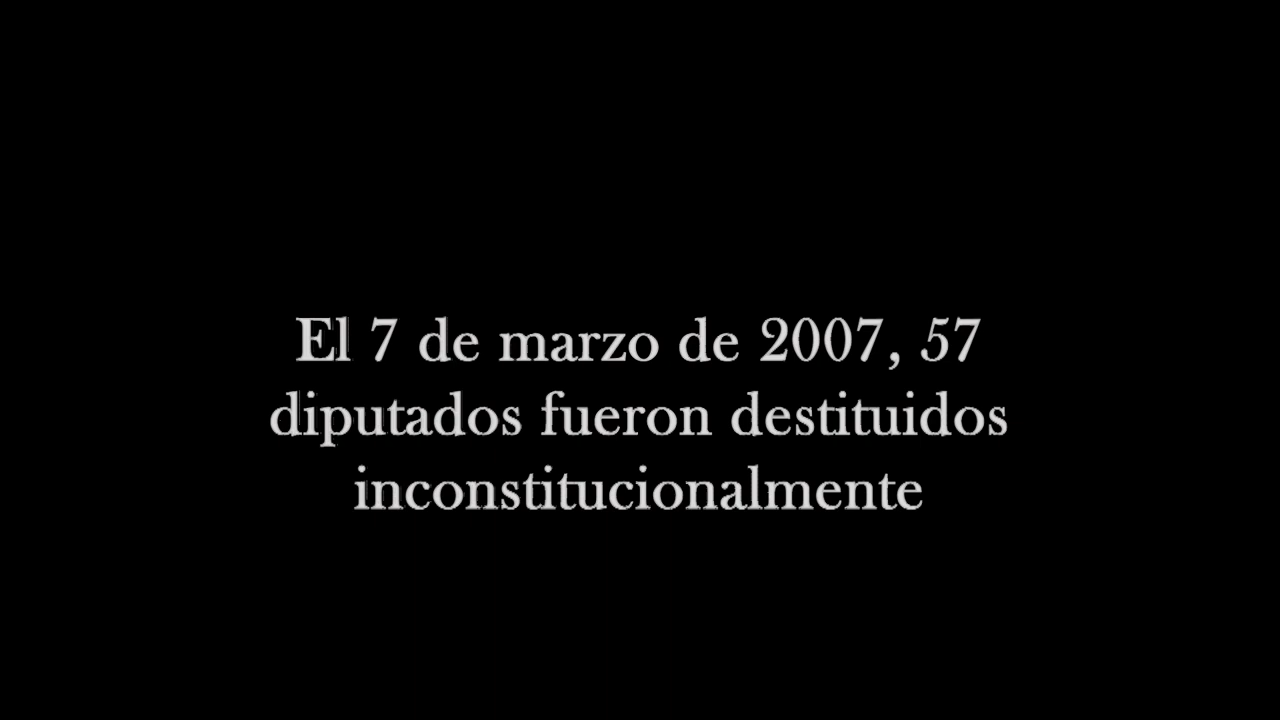 El 7 de marzo de 2007, 57
diputados fueron destituidos
inconstitucionalmente